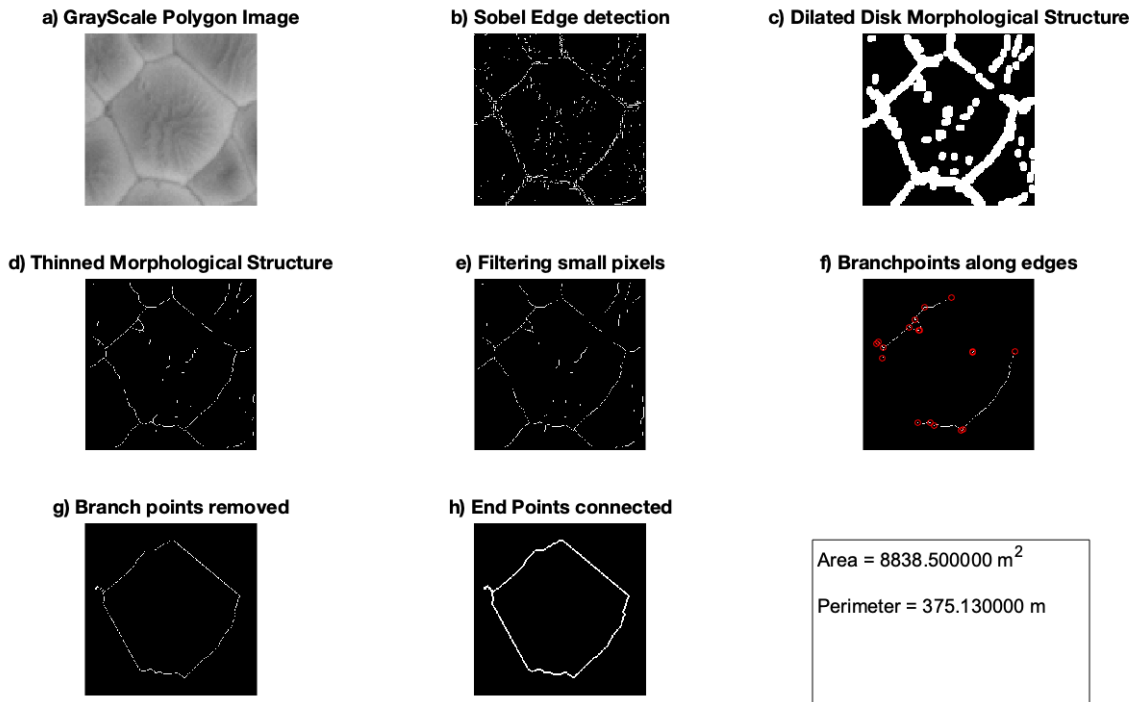 a) GrayScale Polygon Image
b) Sobel Edge detection
c) Dilated Disk Morphological Structure
d) Thinned Morphological Structure
e) Filtering small pixels
f) Branchpoints along edges
g) Branch points removed
h) End Points connected
Area = 8838.500000 m²
Perimeter = 375.130000 m